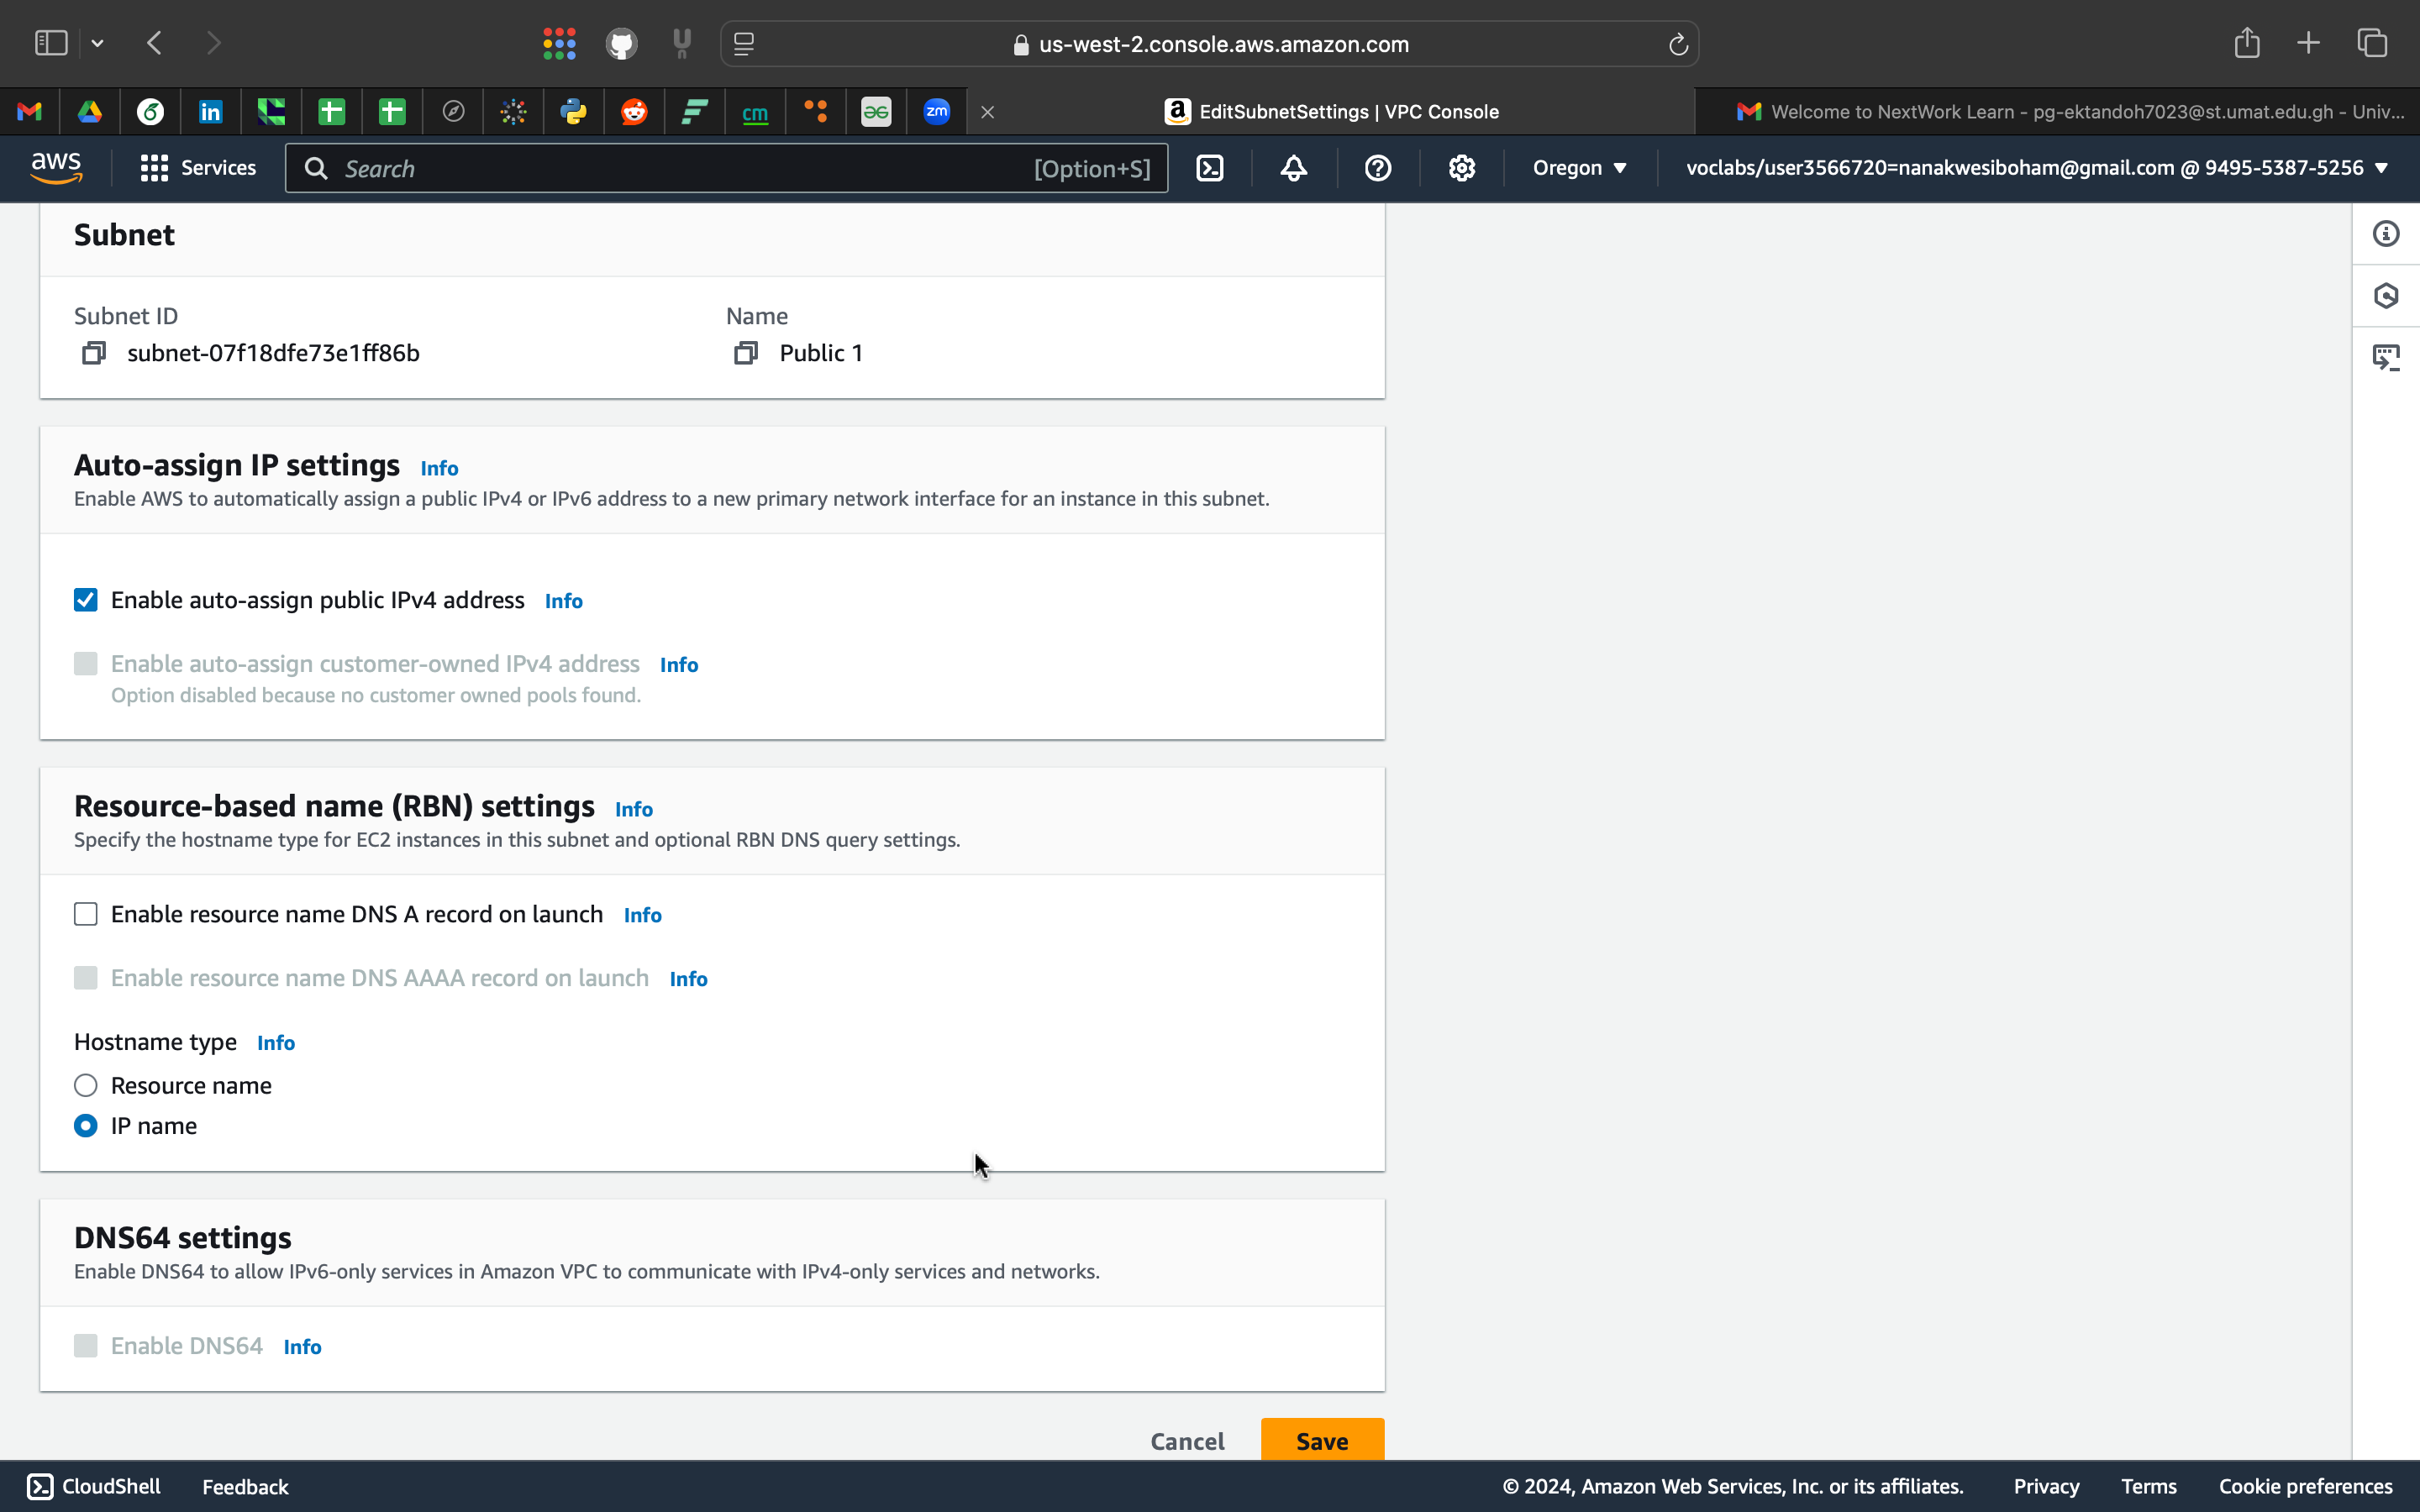 us-west-2.console.aws.amazon.com
in
cm
zm
EditSubnetSettings | VPC Console
Welcome to NextWork Learn - pg-ektandoh7023@st.umat.edu.gh - Univ...
aws
Services
Search
[Option+S]
Oregon
voclabs/user3566720=nanakwesiboham@gmail.com @ 9495-5387-5256
Subnet
Subnet ID
Name
subnet-07f18dfe73e1ff86b
Public 1
Auto-assign IP settings Info
Enable AWS to automatically assign a public IPv4 or IPv6 address to a new primary network interface for an instance in this subnet.
Enable auto-assign public IPv4 address Info
Enable auto-assign customer-owned IPv4 address Info
Option disabled because no customer owned pools found.
Resource-based name (RBN) settings Info
Specify the hostname type for EC2 instances in this subnet and optional RBN DNS query settings.
Enable resource name DNS A record on launch Info
Enable resource name DNS AAAA record on launch Info
Hostname type Info
Resource name
IP name
DNS64 settings
Enable DNS64 to allow IPv6-only services in Amazon VPC to communicate with IPv4-only services and networks.
Enable DNS64 Info
Cancel
Save
CloudShell
Feedback
© 2024, Amazon Web Services, Inc. or its affiliates.
Privacy
Terms
Cookie preferences